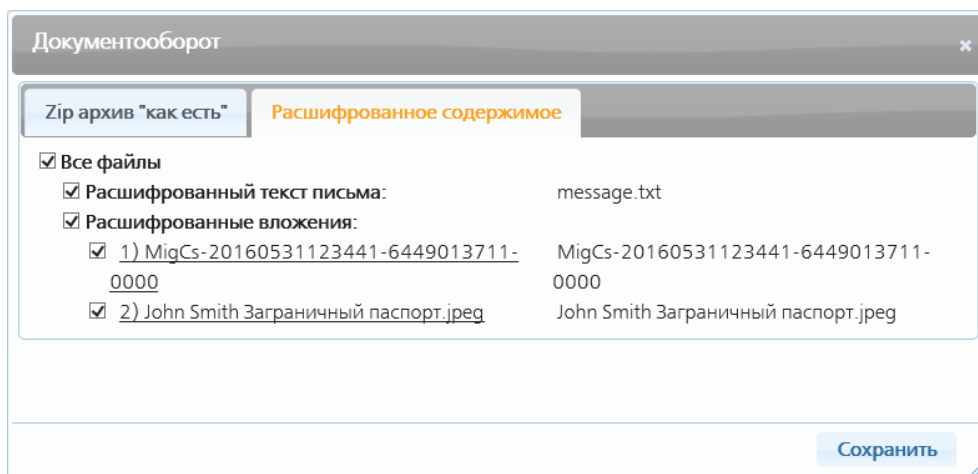 Документооборот
Zip архив "как есть" Расшифрованное содержимое
Все файлы
Расшифрованный текст письма: message.txt
Расшифрованные вложения:
1) MigCs-20160531123441-6449013711- MigCs-20160531123441-6449013711-
0000 0000
2) John Smith Заграничный паспорт.jpeg John Smith Заграничный паспорт.jpeg
Сохранить